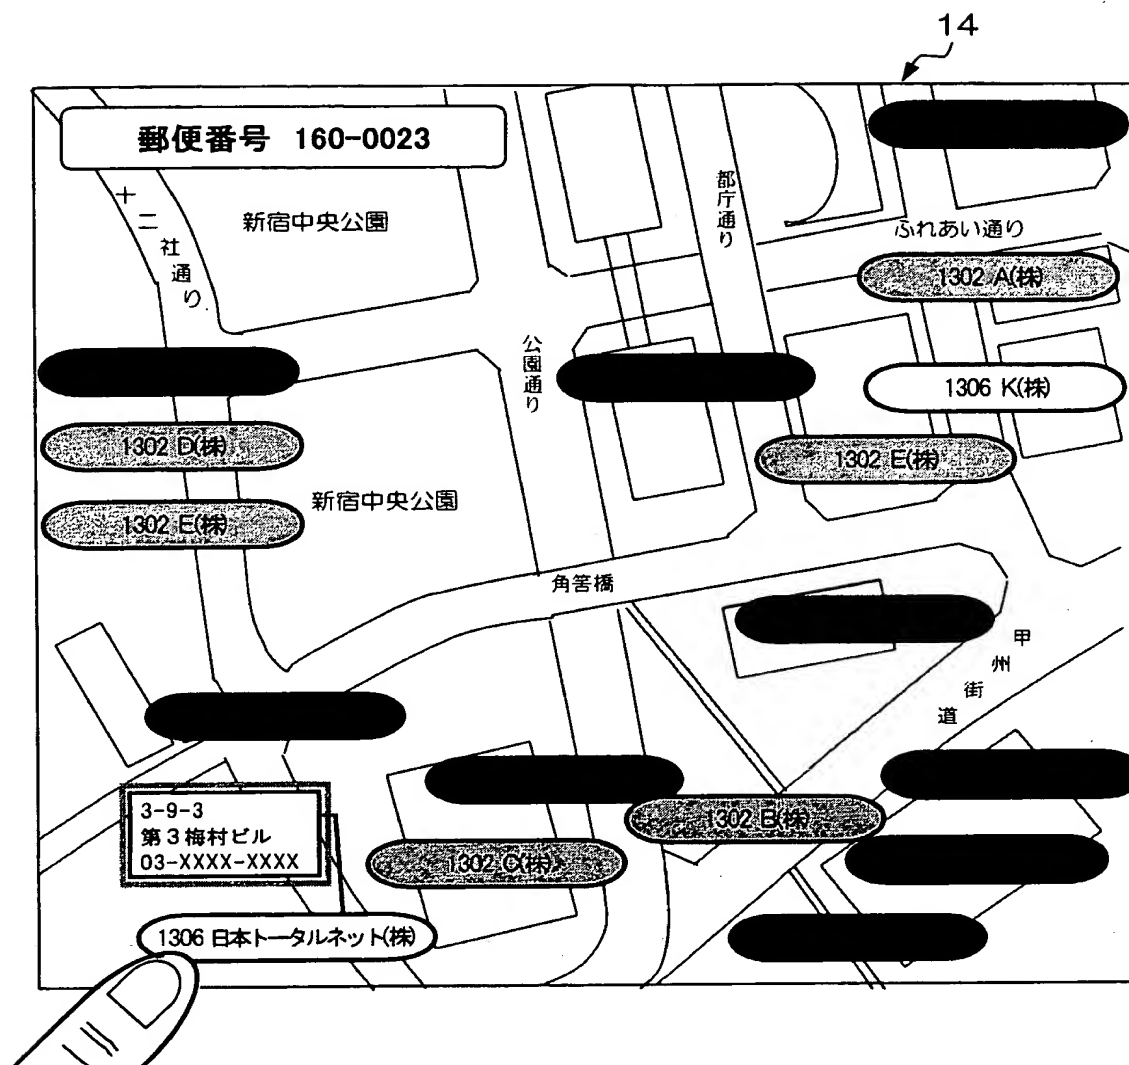 14
郵便番号 160-0023
十二社通り
新宿中央公園
都庁通り
ふれあい通り
1302 A(株)
公園通り
1306 K(株)
1302 D(株)
1302 E(株)
1302 E(株)
新宿中央公園
角筈橋
甲州街道
3-9-3
第3梅村ビル
03-XXXX-XXXX
1302 B(株)
1302 C(株)
1306 日本トータルネット(株)